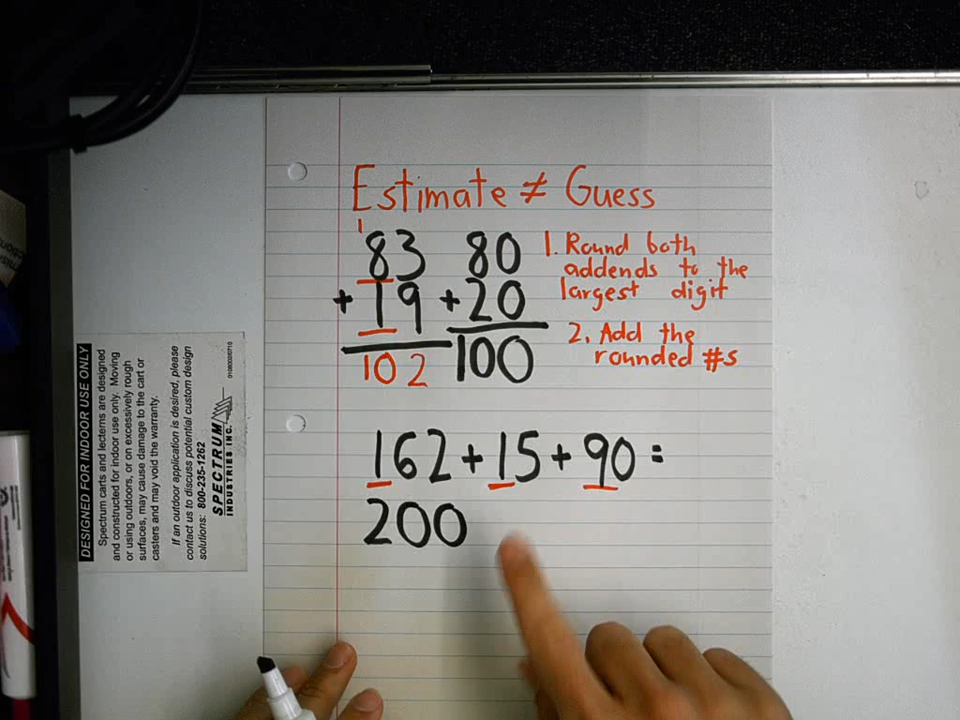 Estimate ≠ Guess
1
83 80
+19 +20
102 100
1. Round both
addends to the
largest digit
2. Add the
rounded #s
162+15+90=
200
DESIGNED FOR INDOOR USE ONLY
Spectrum carts and lecterns are designed
and constructed for indoor use only. Moving
or using outdoors, or on excessively rough
surfaces, may cause damage to the cart or
casters and may void the warranty.
If an outdoor application is desired, please
contact us to discuss potential custom design
solutions: 800-235-1262
SPECTRUM
INDUSTRIES INC.